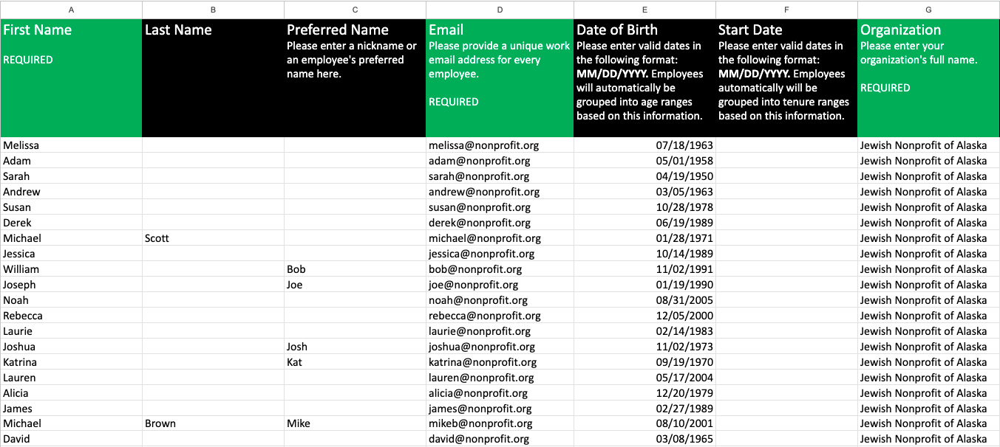 A B C D E F G
First Name Last Name Preferred Name Email Date of Birth Start Date Organization
Please enter a nickname or Please provide a unique work Please enter valid dates in Please enter valid dates in Please enter your
REQUIRED an employee's preferred email address for every the following format: the following format: organization's full name.
name here. employee. MM/DD/YYYY. Employees MM/DD/YYYY. Employees
will automatically be automatically will be REQUIRED
REQUIRED grouped into age ranges grouped into tenure ranges
based on this information. based on this information.
Melissa melissa@nonprofit.org 07/18/1963 Jewish Nonprofit of Alaska
Adam adam@nonprofit.org 05/01/1958 Jewish Nonprofit of Alaska
Sarah sarah@nonprofit.org 04/19/1950 Jewish Nonprofit of Alaska
Andrew andrew@nonprofit.org 03/05/1963 Jewish Nonprofit of Alaska
Susan susan@nonprofit.org 10/28/1978 Jewish Nonprofit of Alaska
Derek derek@nonprofit.org 06/19/1989 Jewish Nonprofit of Alaska
Michael Scott michael@nonprofit.org 01/28/1971 Jewish Nonprofit of Alaska
Jessica jessica@nonprofit.org 10/14/1989 Jewish Nonprofit of Alaska
William Bob bob@nonprofit.org 11/02/1991 Jewish Nonprofit of Alaska
Joseph Joe joe@nonprofit.org 01/19/1990 Jewish Nonprofit of Alaska
Noah noah@nonprofit.org 08/31/2005 Jewish Nonprofit of Alaska
Rebecca rebecca@nonprofit.org 12/05/2000 Jewish Nonprofit of Alaska
Laurie laurie@nonprofit.org 02/14/1983 Jewish Nonprofit of Alaska
Joshua Josh joshua@nonprofit.org 11/02/1973 Jewish Nonprofit of Alaska
Katrina Kat katrina@nonprofit.org 09/19/1970 Jewish Nonprofit of Alaska
Lauren lauren@nonprofit.org 05/17/2004 Jewish Nonprofit of Alaska
Alicia alicia@nonprofit.org 12/20/1979 Jewish Nonprofit of Alaska
James james@nonprofit.org 02/27/1989 Jewish Nonprofit of Alaska
Michael Brown Mike mikeb@nonprofit.org 08/10/2001 Jewish Nonprofit of Alaska
David david@nonprofit.org 03/08/1965 Jewish Nonprofit of Alaska